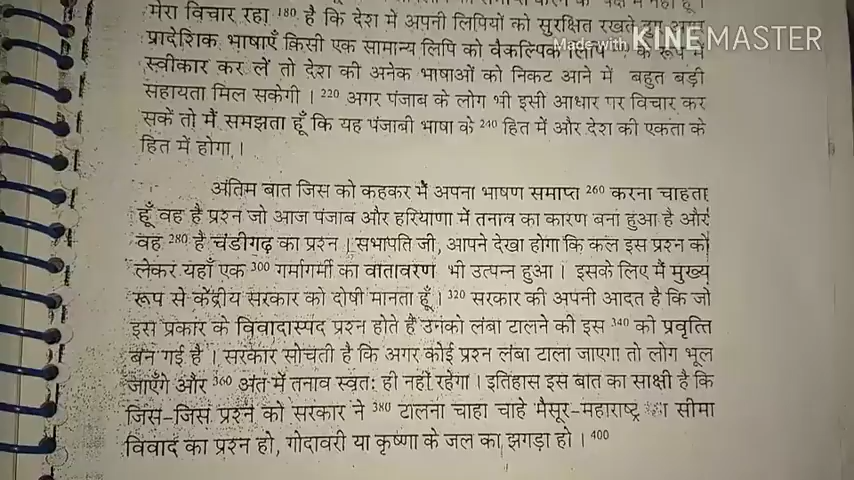 मेरा विचार रहा 180 है कि देश में अपनी लिपियों को सुरक्षित रखते हुए
प्रादेशिक भाषाएँ किसी एक सामान्य लिपि को वैकल्पिक लिपि के रूप में
Made with KINEMASTER
स्वीकार कर लें तो देश की अनेक भाषाओं को निकट आने में बहुत बड़ी
सहायता मिल सकेगी । 220 अगर पंजाब के लोग भी इसी आधार पर विचार कर
सकें तो मैं समझता हूँ कि यह पंजाबी भाषा के 240 हित में और देश की एकता के
हित में होगा ।
अंतिम बात जिस को कहकर मैं अपना भाषण समाप्त 260 करना चाहता
हूँ वह है प्रश्न जो आज पंजाब और हरियाणा में तनाव का कारण बना हुआ है और
वह 280 है चंडीगढ़ का प्रश्न । सभापति जी, आपने देखा होगा कि कल इस प्रश्न को
लेकर यहाँ एक 300 गर्मागर्मी का वातावरण भी उत्पन्न हुआ । इसके लिए मैं मुख्य
रूप से केंद्रीय सरकार को दोषी मानता हूँ । 320 सरकार की अपनी आदत है कि जो
इस प्रकार के विवादास्पद प्रश्न होते हैं उनको लंबा टालने की इस 340 की प्रवृत्ति
बन गई है । सरकार सोचती है कि अगर कोई प्रश्न लंबा टाला जाएगा तो लोग भूल
जाएँगे और 360 अंत में तनाव स्वतः ही नहीं रहेगा । इतिहास इस बात का साक्षी है कि
जिस-जिस प्रश्न को सरकार ने 380 टालना चाहा चाहे मैसूर-महाराष्ट्र का सीमा
विवाद का प्रश्न हो, गोदावरी या कृष्णा के जल का झगड़ा हो । 400